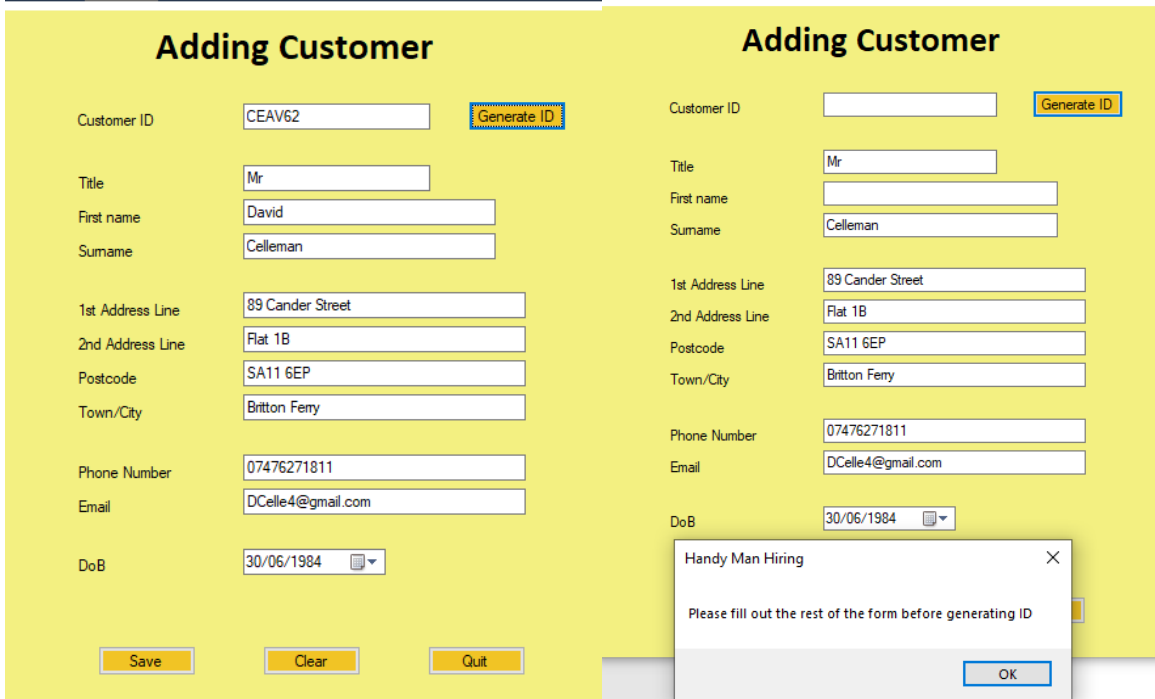 Adding Customer
Customer ID CEAV62 Generate ID
Title Mr
First name David
Surname Celleman
1st Address Line 89 Cander Street
2nd Address Line Flat 1B
Postcode SA11 6EP
Town/City Britton Ferry
Phone Number 07476271811
Email DCelle4@gmail.com
DoB 30/06/1984
Save Clear Quit
Adding Customer
Customer ID Generate ID
Title Mr
First name
Surname Celleman
1st Address Line 89 Cander Street
2nd Address Line Flat 1B
Postcode SA11 6EP
Town/City Britton Ferry
Phone Number 07476271811
Email DCelle4@gmail.com
DoB 30/06/1984
Handy Man Hiring
Please fill out the rest of the form before generating ID
OK